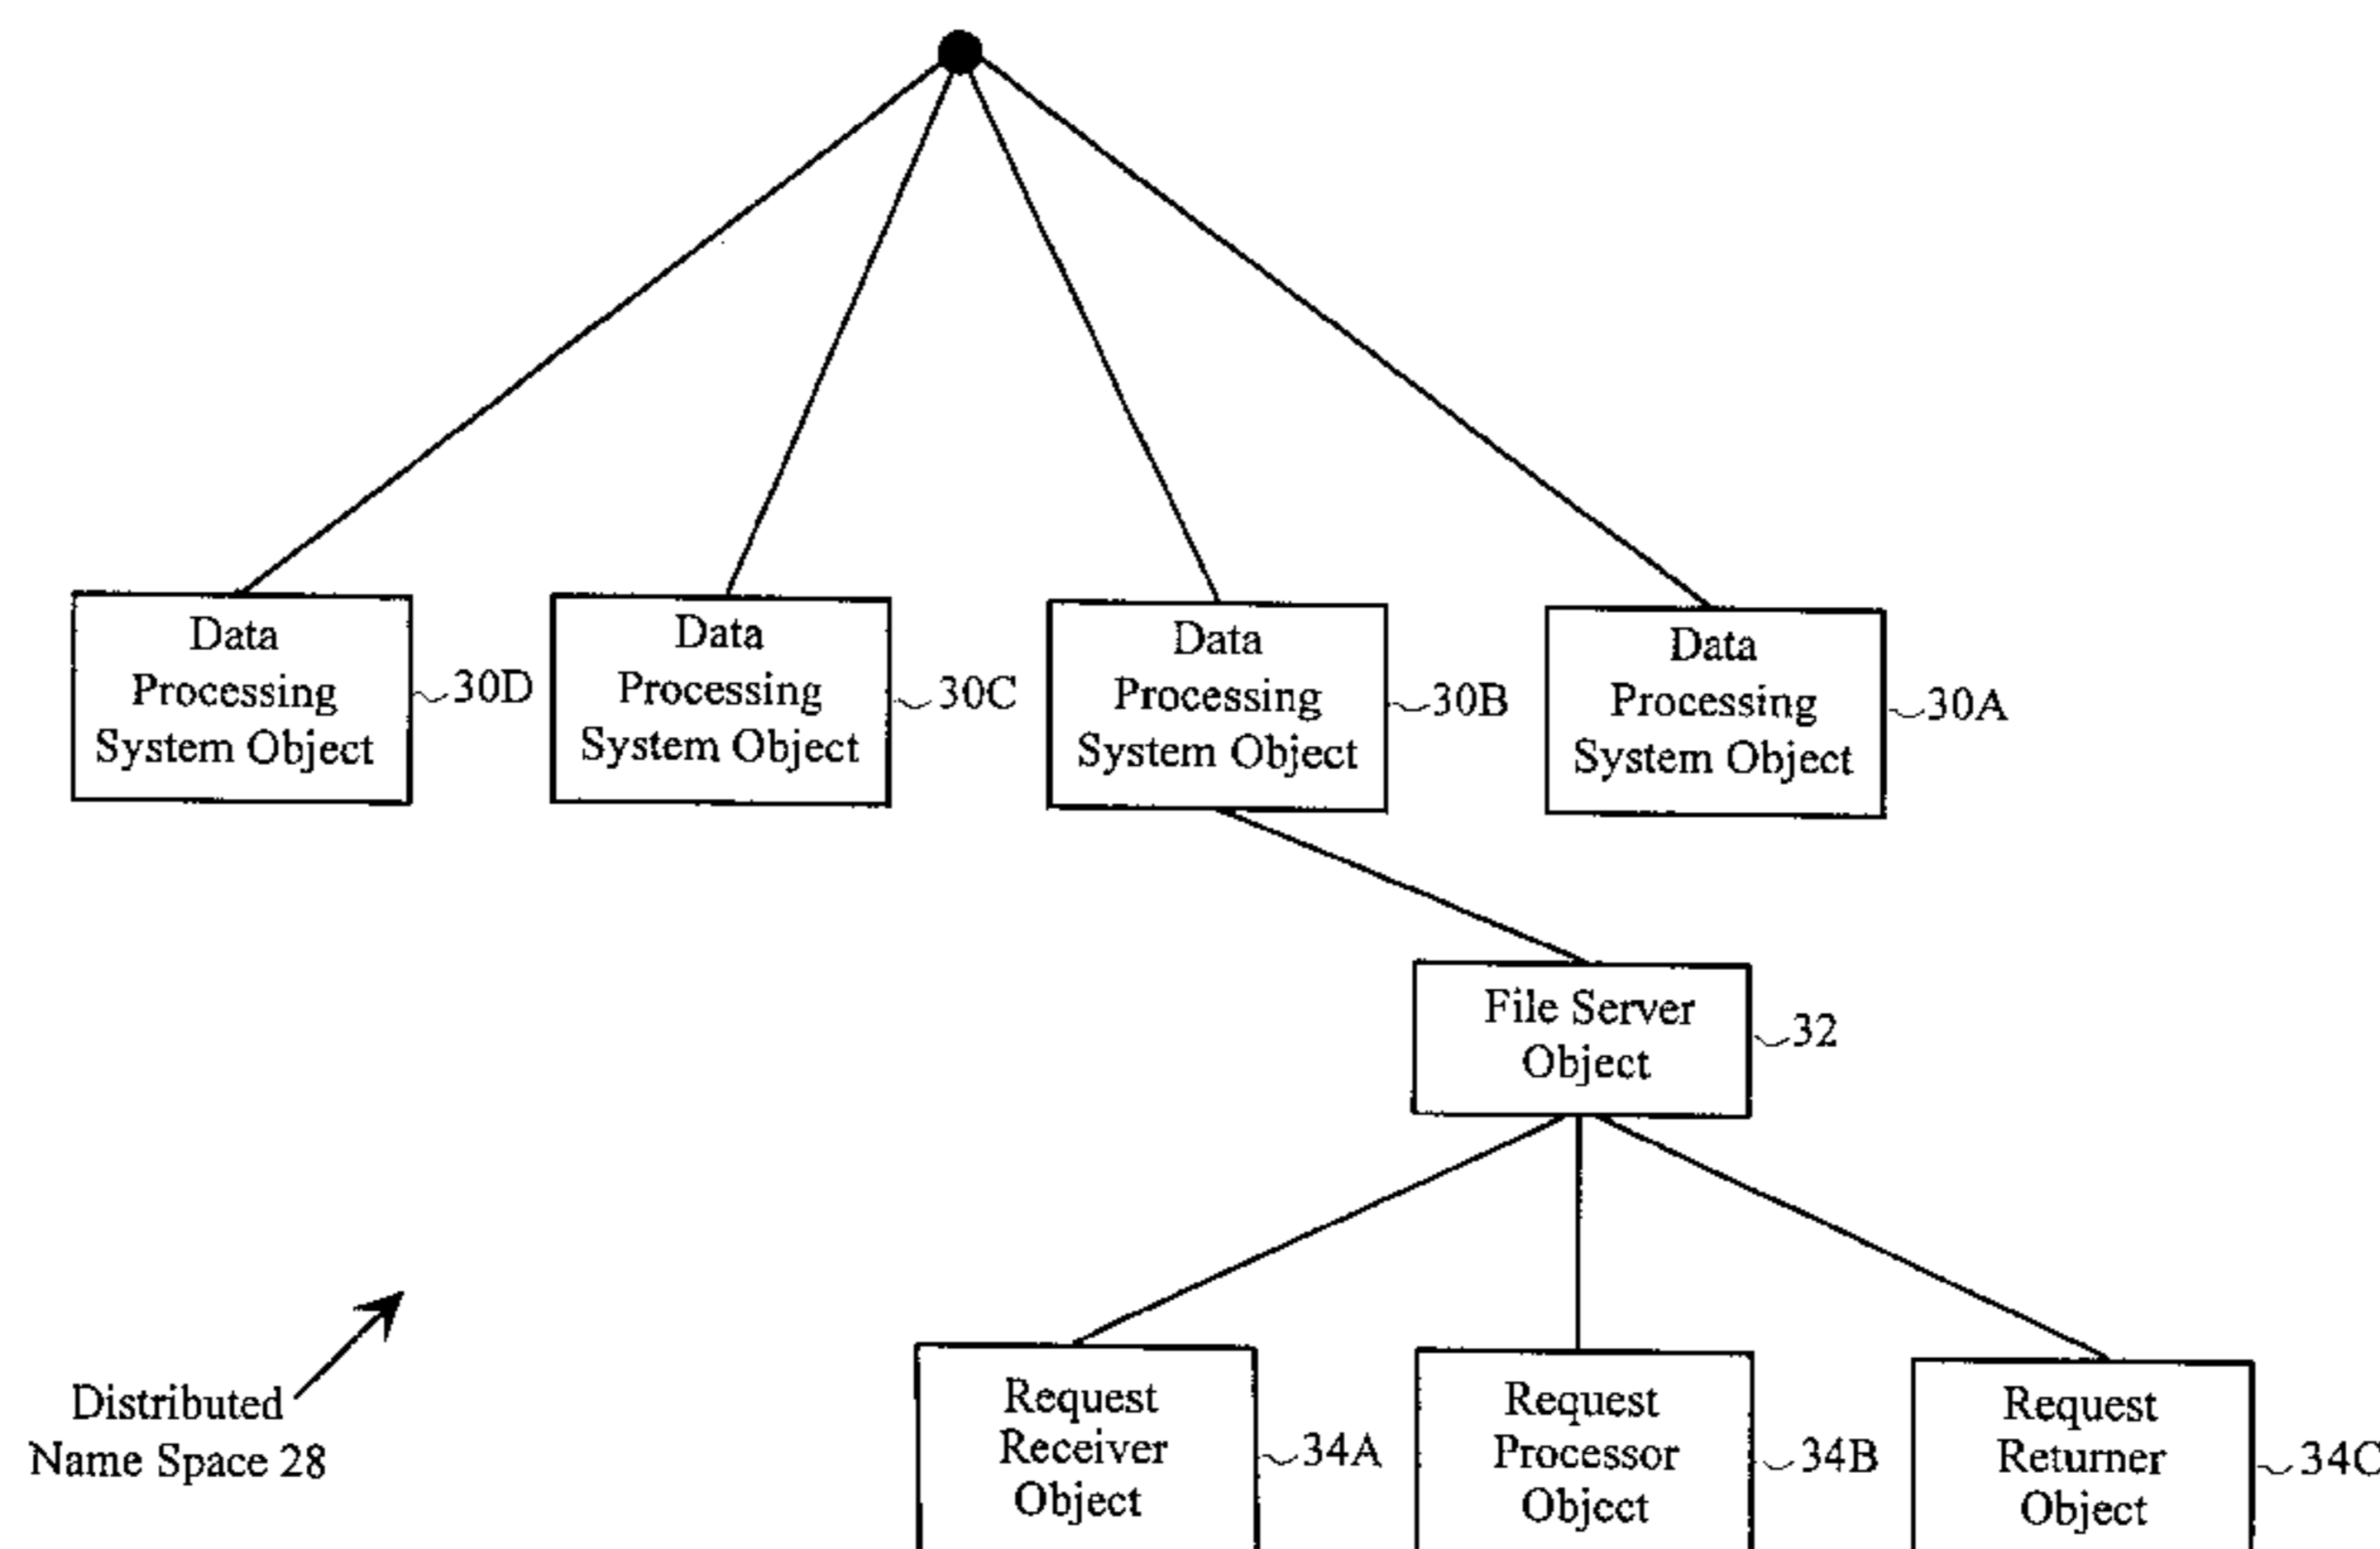 Data
Processing
System Object
30D
Data
Processing
System Object
30C
Data
Processing
System Object
30B
Data
Processing
System Object
30A
File Server
Object
32
Distributed
Name Space 28
Request
Receiver
Object
34A
Request
Processor
Object
34B
Request
Returner
Object
34C